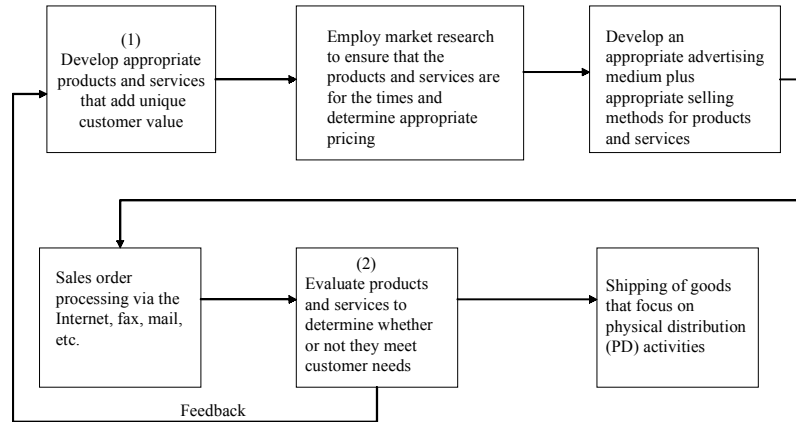 (1)
Develop appropriate
products and services
that add unique
customer value
Employ market research
to ensure that the
products and services are
for the times and
determine appropriate
pricing
Develop an
appropriate advertising
medium plus
appropriate selling
methods for products
and services
Sales order
processing via the
Internet, fax, mail,
etc.
(2)
Evaluate products
and services to
determine whether
or not they meet
customer needs
Shipping of goods
that focus on
physical distribution
(PD) activities
Feedback